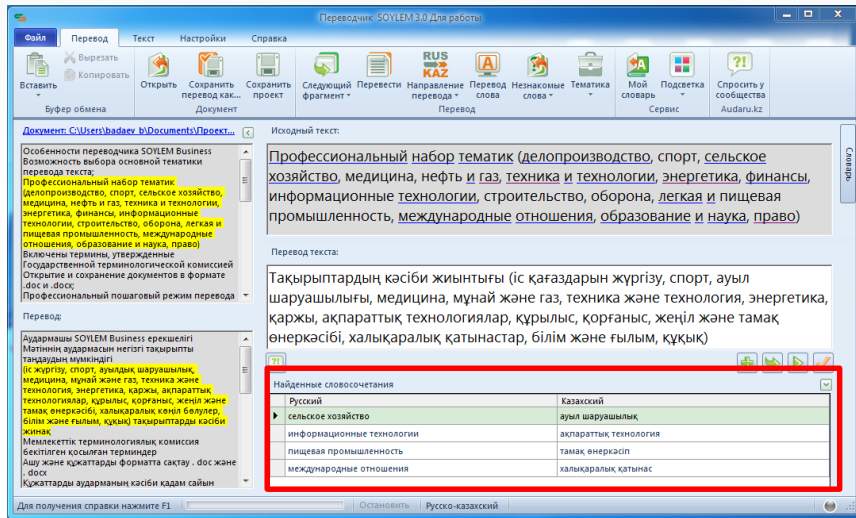 Переводчик SOYLEM 3.0 Для работы
Файл Перевод Текст Настройки Справка
Вставить
Вырезать
Копировать
Буфер обмена
Открыть
Сохранить перевод как...
Сохранить проект
Документ
Следующий фрагмент
Перевести
RUS
KAZ
Направление перевода
Перевод слова
Незнакомые слова
Тематика
Перевод
Мой словарь
Подсветка
Сервис
Спросить у сообщества
Audaru.kz
Документ: C:\Users\badaev_b\Documents\Проект...
Особенности переводчика SOYLEM Business
Возможность выбора основной тематики
перевода текста;
Профессиональный набор тематик
(делопроизводство, спорт, сельское хозяйство,
медицина, нефть и газ, техника и технологии,
энергетика, финансы, информационные
технологии, строительство, оборона, легкая и
пищевая промышленность, международные
отношения, образование и наука, право)
Включены термины, утвержденные
Государственной терминологической комиссией
Открытие и сохранение документов в формате
.doc и .docx;
Профессиональный пошаговый режим перевода
Перевод:
Аудармашы SOYLEM Business ерекшелігі
Мәтіннің аудармасын негізгі тақырыпты
таңдаудың мүмкіндігі
(іс жүргізу, спорт, ауылдық шаруашылық,
медицина, мұнай және газ, техника және
технология, энергетика, қаржы, ақпараттық
технологиялар, құрылыс, қорғаныс, жеңіл және
тамақ өнеркәсібі, халықаралық көңіл бөлулер,
білім және ғылым, құқық) тақырыптарды кәсіби
жинақ
Мемлекеттік терминологиялық комиссия
бекітілген қосылған терминдер
Ашу және құжаттарды форматта сақтау . doc және
. docx
Құжаттарды аударманың кәсіби қадам сайын
Исходный текст:
Профессиональный набор тематик (делопроизводство, спорт, сельское
хозяйство, медицина, нефть и газ, техника и технологии, энергетика, финансы,
информационные технологии, строительство, оборона, легкая и пищевая
промышленность, международные отношения, образование и наука, право)
Словарь
Перевод текста:
Тақырыптардың кәсіби жиынтығы (іс қағаздарын жүргізу, спорт, ауыл
шаруашылығы, медицина, мұнай және газ, техника және технология, энергетика,
қаржы, ақпараттық технологиялар, құрылыс, қорғаныс, жеңіл және тамақ
өнеркәсібі, халықаралық қатынастар, білім және ғылым, құқық)
Найденные словосочетания
Русский Казахский
сельское хозяйство ауыл шаруашылық
информационные технологии ақпараттық технология
пищевая промышленность тамақ өнеркәсіп
международные отношения халықаралық қатынас
Для получения справки нажмите F1 Остановить Русско-казахский